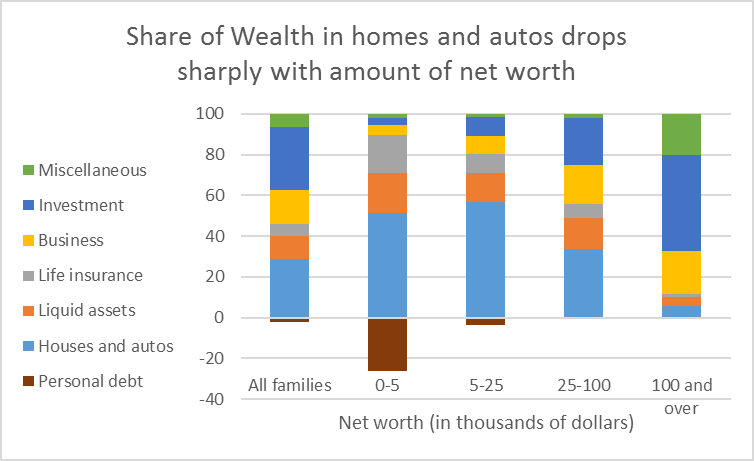 Share of Wealth in homes and autos drops
sharply with amount of net worth
Miscellaneous
Investment
Business
Life insurance
Liquid assets
Houses and autos
Personal debt
100
80
60
40
20
0
-20
-40
All families
0-5
5-25
25-100
100 and
over
Net worth (in thousands of dollars)